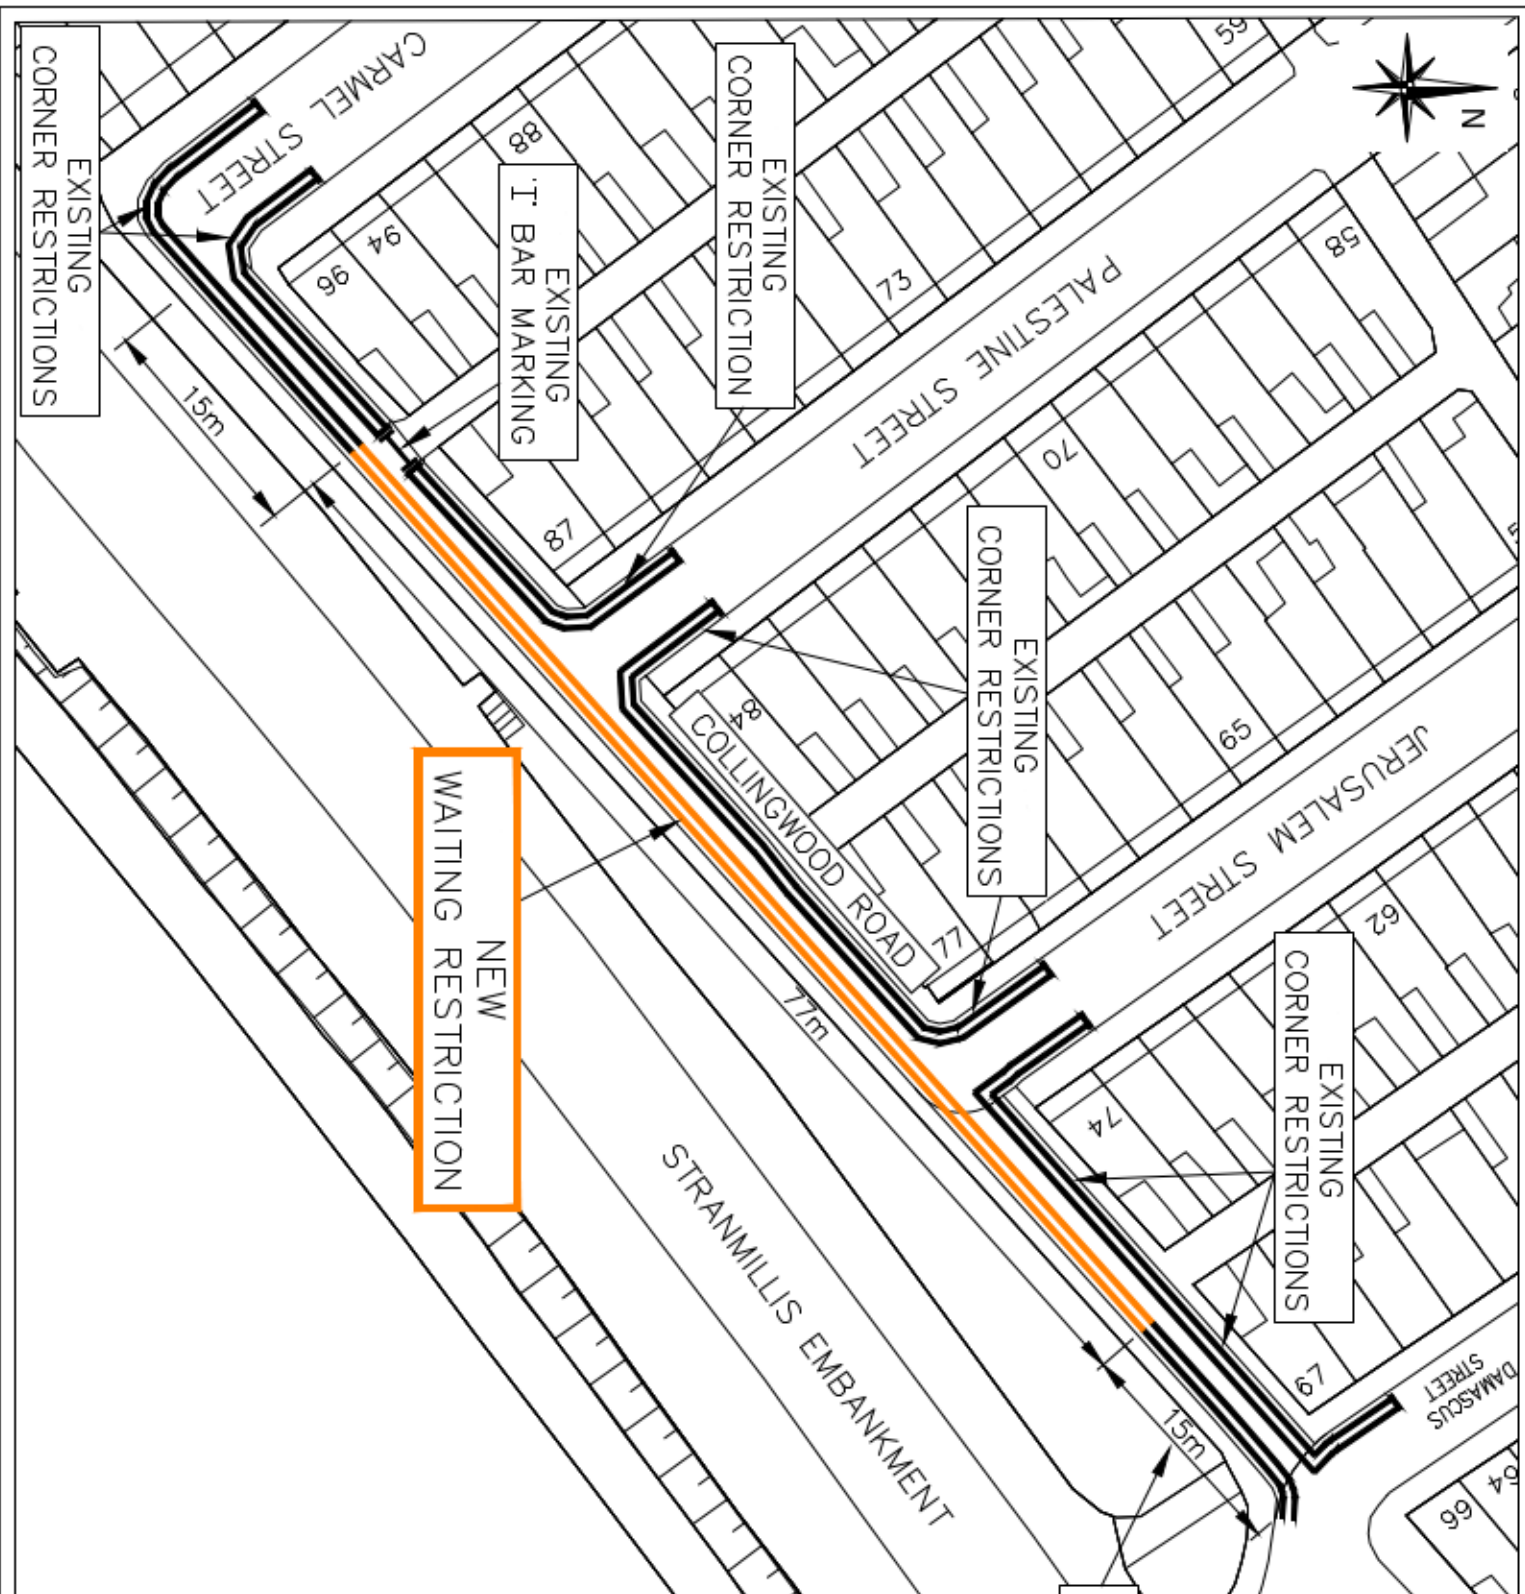 N
CARMEL
STREET
EXISTING
CORNER RESTRICTIONS
EXISTING
'T' BAR MARKING
EXISTING
CORNER RESTRICTION
59
88
94
96
73
87
PALESTINE STREET
58
70
84
65
77
COLLINGWOOD ROAD
EXISTING
CORNER RESTRICTIONS
JERUSALEM STREET
62
74
67
EXISTING
CORNER RESTRICTIONS
DAMASCUS
STREET
64
66
15m
77m
15m
NEW
WAITING RESTRICTION
STRANMILLIS EMBANKMENT